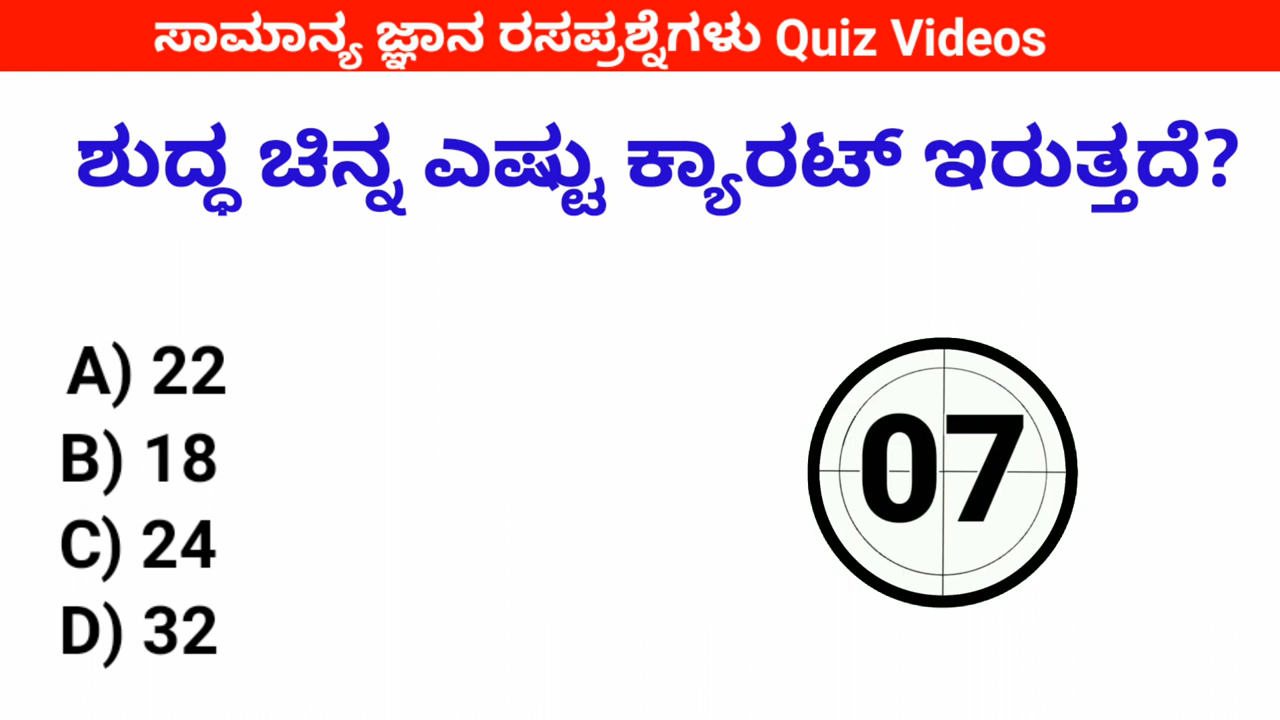 ಸಾಮಾನ್ಯ ಜ್ಞಾನ ರಸಪ್ರಶ್ನೆಗಳು Quiz Videos
ಶುದ್ಧ ಚಿನ್ನ ಎಷ್ಟು ಕ್ಯಾರಟ್ ಇರುತ್ತದೆ?
A) 22
B) 18
C) 24
D) 32
07